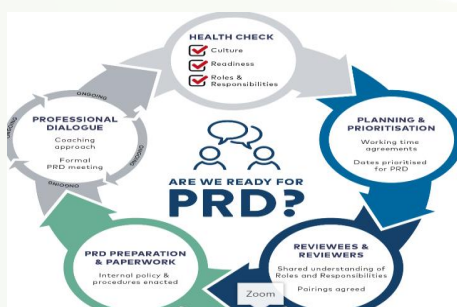 HEALTH CHECK
Culture
Readiness
Roles &
Responsibilities
PLANNING &
PRIORITISATION
Working time
agreements
Dates prioritised
for PRD
REVIEWEES &
REVIEWERS
Shared understanding of
Roles and Responsibilities
Pairings agreed
PRD PREPARATION
& PAPERWORK
Internal policy &
procedures enacted
PROFESSIONAL
DIALOGUE
Coaching
approach
Formal
PRD meeting
ONGOING
ONGOING
ONGOING
ONGOING
ARE WE READY FOR
PRD?
Zoom